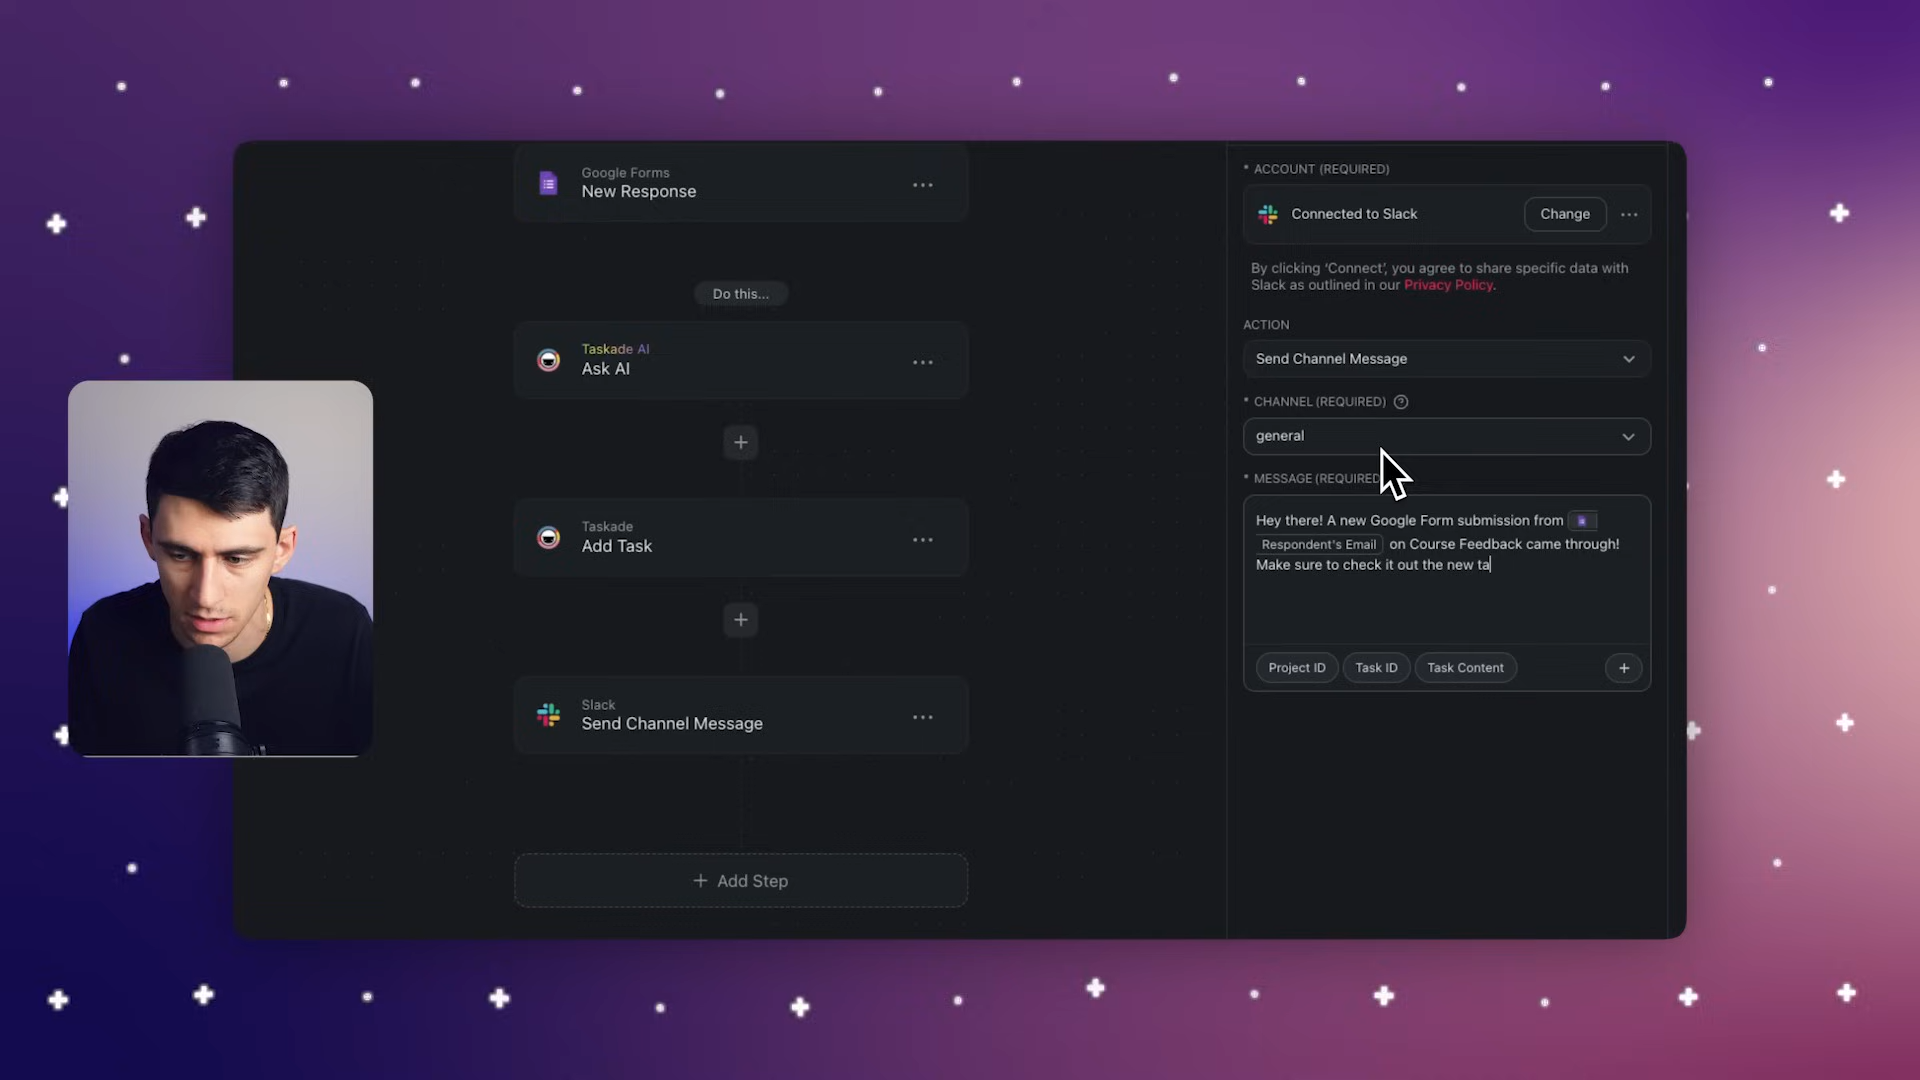 Google Forms
New Response
Do this...
Taskade AI
Ask AI
Taskade
Add Task
Slack
Send Channel Message
Add Step
* ACCOUNT (REQUIRED)
Connected to Slack
Change
By clicking ‘Connect’, you agree to share specific data with
Slack as outlined in our Privacy Policy.
ACTION
Send Channel Message
* CHANNEL (REQUIRED)
general
* MESSAGE (REQUIRED
Hey there! A new Google Form submission from
Respondent's Email on Course Feedback came through!
Make sure to check it out the new ta
Project ID Task ID Task Content